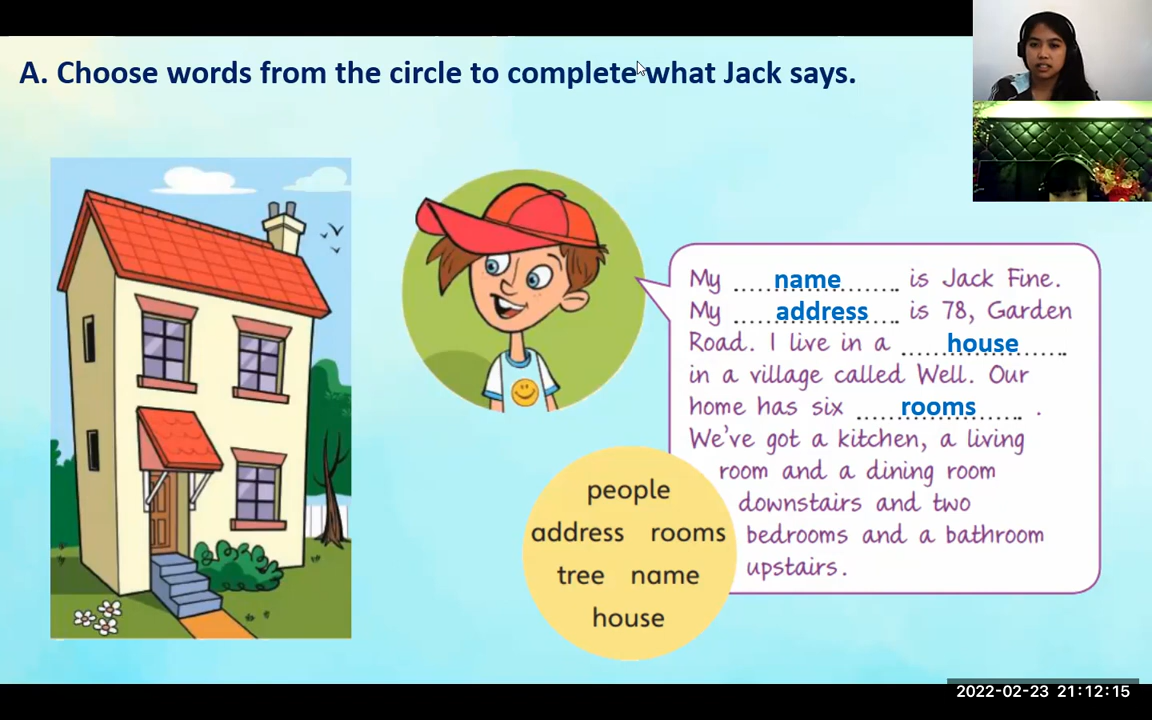 A. Choose words from the circle to complete what Jack says.
My name is Jack Fine.
My address is 78, Garden
Road. I live in a house
in a village called Well. Our
home has six rooms .
We've got a kitchen, a living
room and a dining room
downstairs and two
bedrooms and a bathroom
upstairs.
people
address rooms
tree name
house
2022-02-23 21:12:15